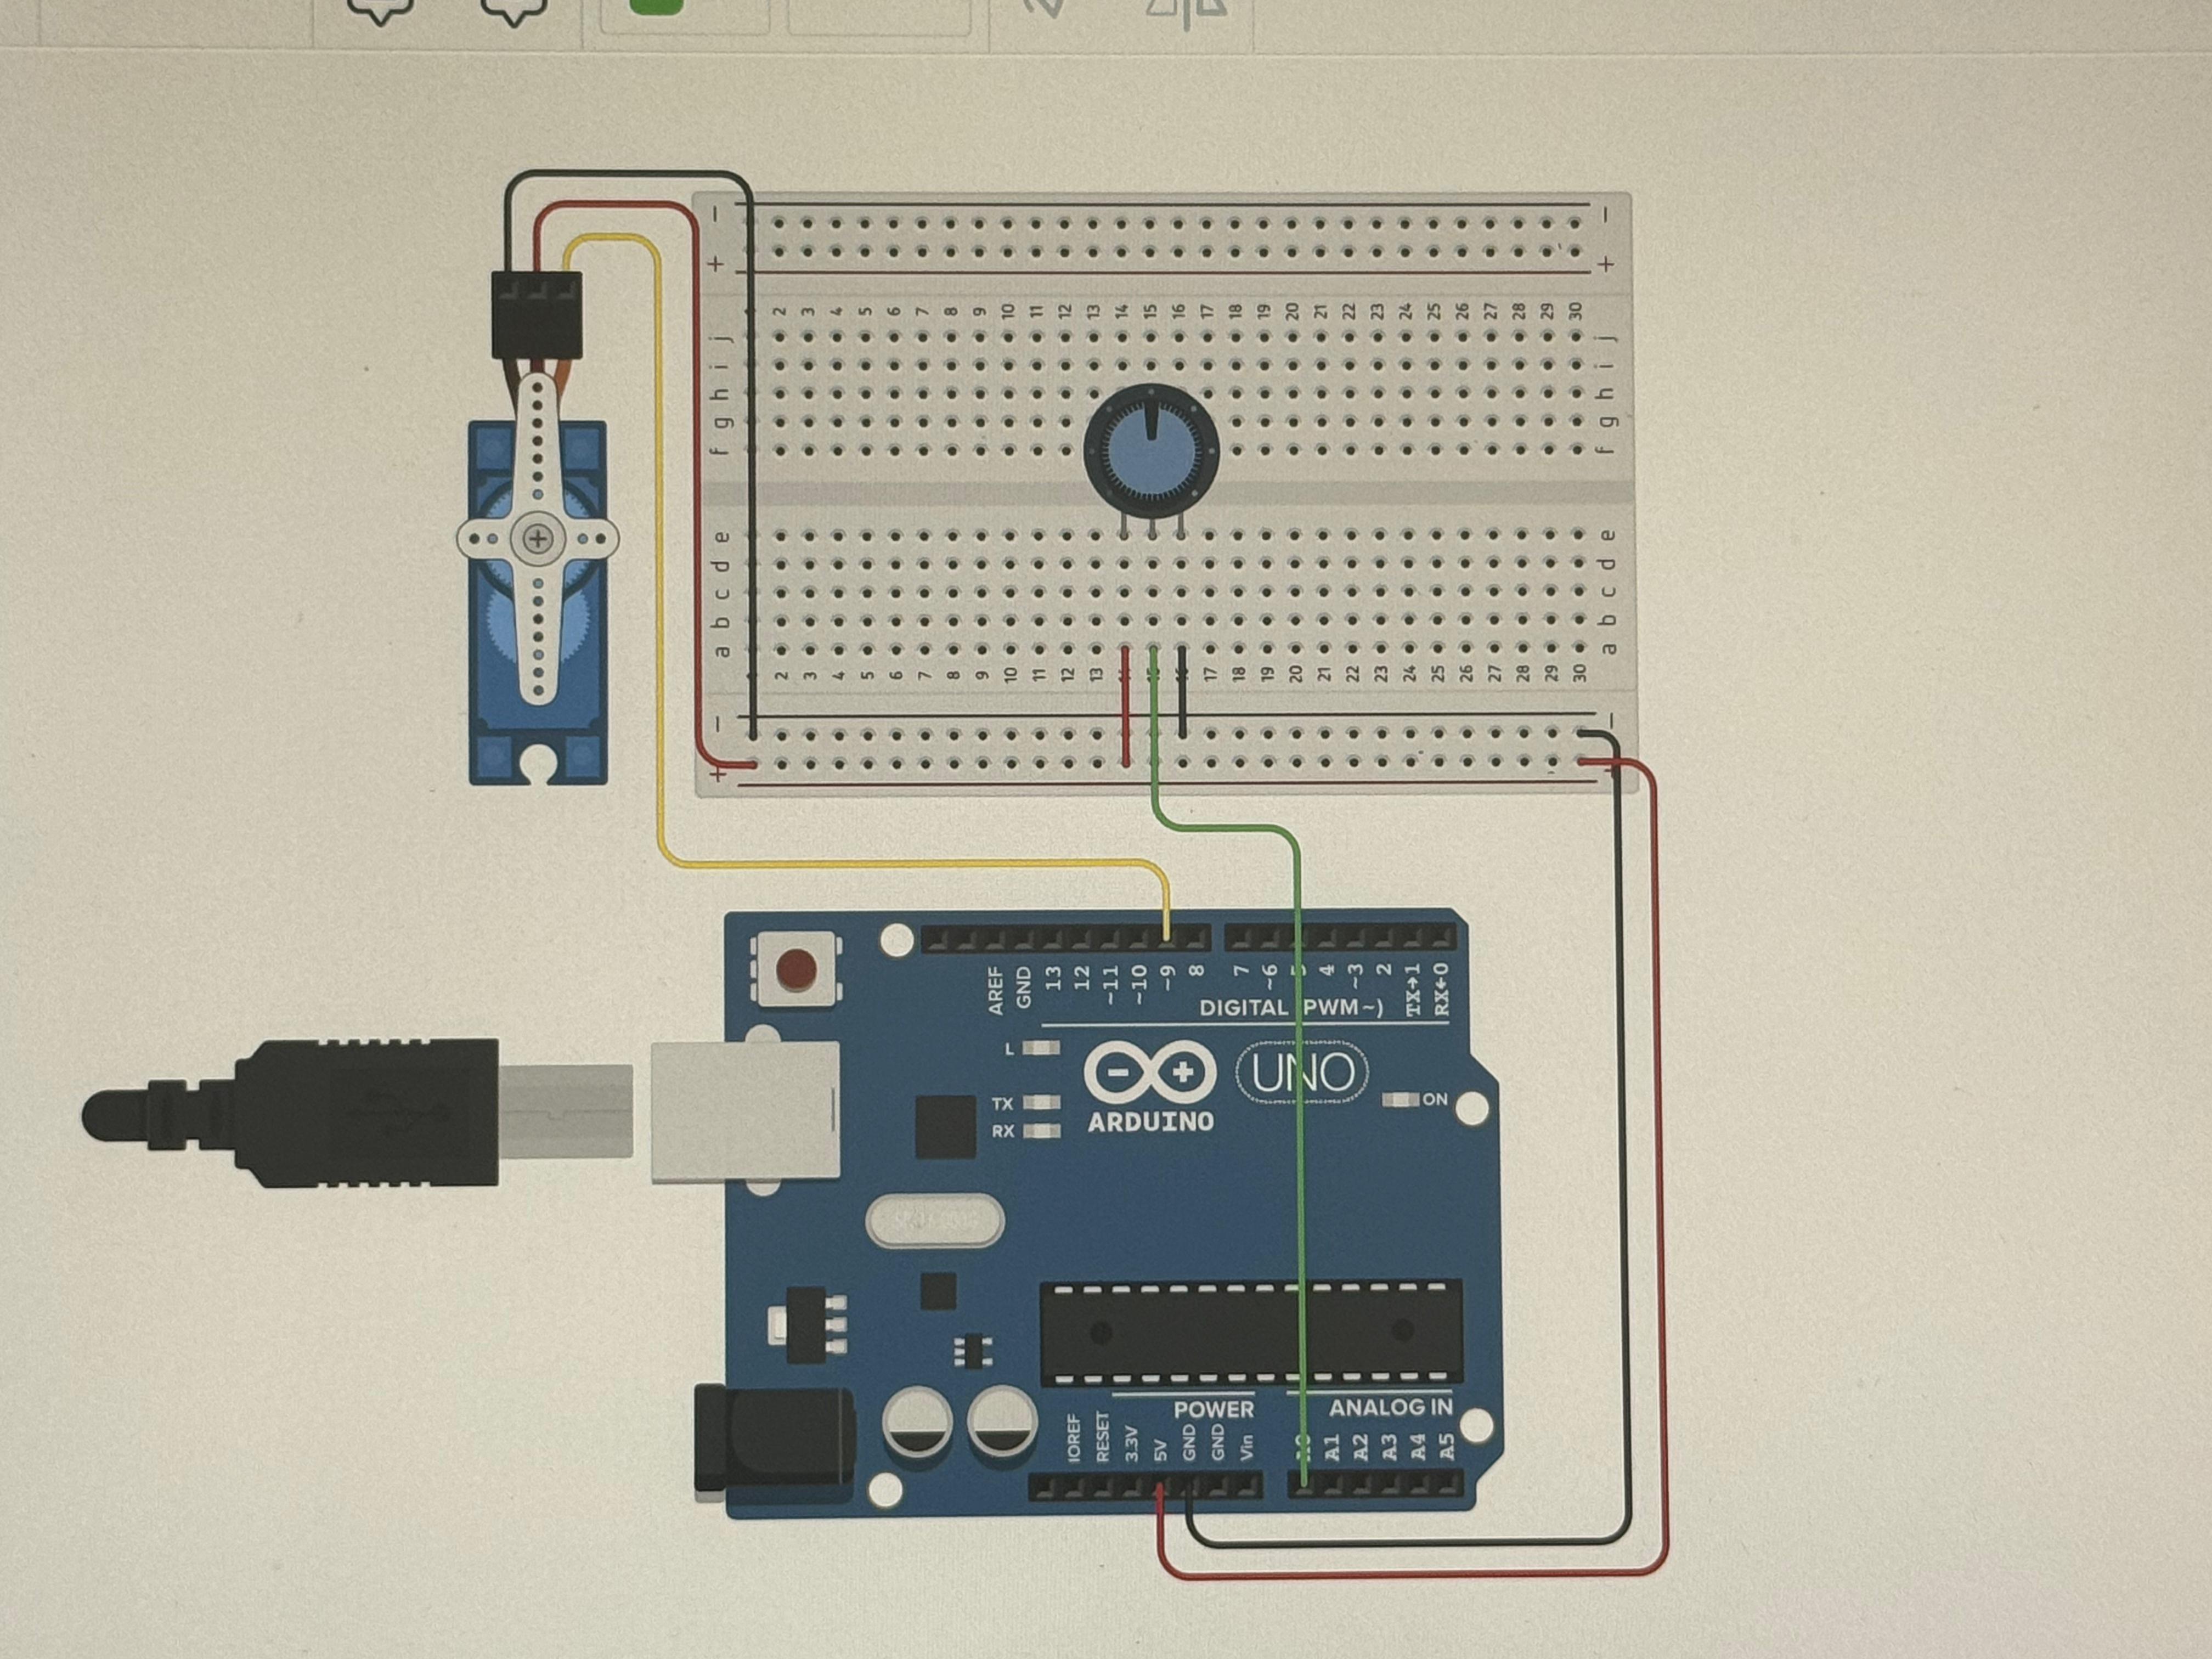 − −
+ +
2 3 4 5 6 7 8 9 10 11 12 13 14 15 16 17 18 19 20 21 22 23 24 25 26 27 28 29 30
j j
i i
h h
g g
f f
e e
d d
c c
b b
a a
2 3 4 5 6 7 8 9 10 11 12 13 17 18 19 20 21 22 23 24 25 26 27 28 29 30
− −
+ +
AREF GND 13 12 ~11 ~10 ~9 8 7 ~6 4 ~3 2 TX→1 RX←0
DIGITAL (PWM ~)
L
UNO
TX ON
ARDUINO
RX
POWER ANALOG IN
IOREF RESET 3.3V 5V GND GND Vin A0 A1 A2 A3 A4 A5